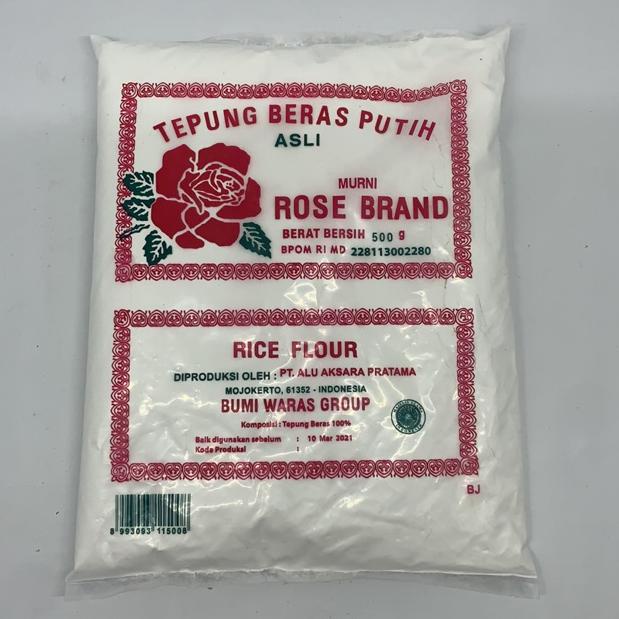 TEPUNG BERAS PUTIH
ASLI
MURNI
ROSE BRAND
BERAT BERSIH 500 g
BPOM RI MD 228113002280
RICE FLOUR
DIPRODUKSI OLEH : PT. ALU AKSARA PRATAMA
MOJOKERTO, 61352 - INDONESIA
BUMI WARAS GROUP
Komposisi : Tepung Beras 100%
Baik digunakan sebelum : 10 Mar 2021
Kode Produksi :
BJ
8 993093 115008